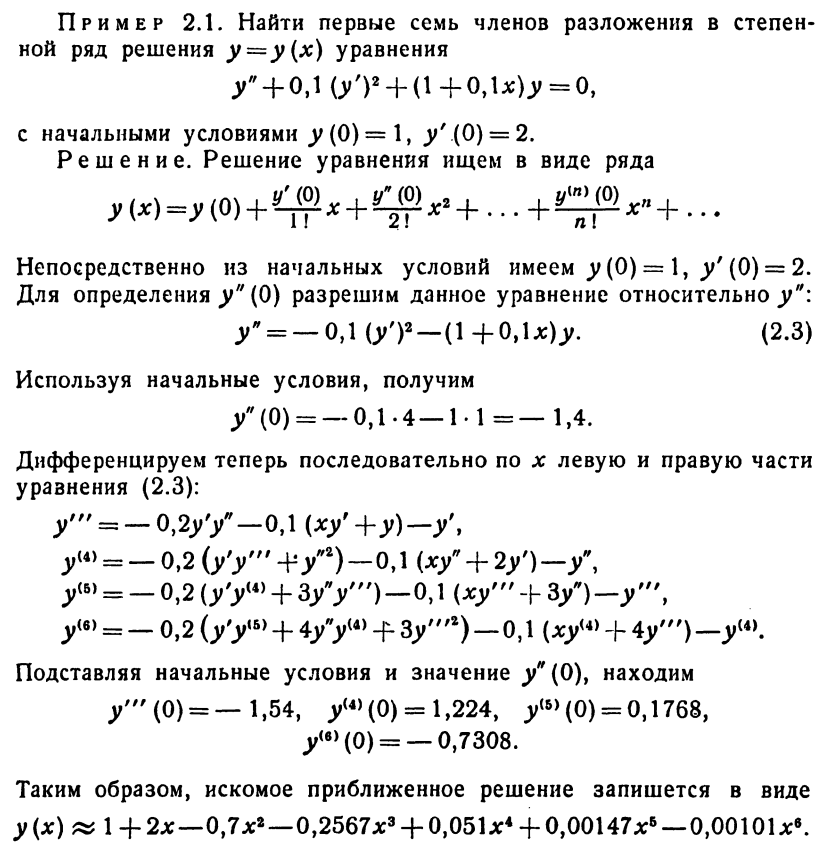 Пример 2.1. Найти первые семь членов разложения в степен-
ной ряд решения y=y(x) уравнения
y″+0,1 (y′)²+(1+0,1x)y=0,
с начальными условиями y(0)=1, y′(0)=2.
Решение. Решение уравнения ищем в виде ряда
y(x)=y(0)+\frac{y′(0)}{1!}x+\frac{y″(0)}{2!}x²+...+\frac{y⁽ⁿ⁾(0)}{n!}xⁿ+...
Непосредственно из начальных условий имеем y(0)=1, y′(0)=2.
Для определения y″(0) разрешим данное уравнение относительно y″:
y″=—0,1 (y′)²—(1+0,1x)y. (2.3)
Используя начальные условия, получим
y″(0)=—0,1·4—1·1=—1,4.
Дифференцируем теперь последовательно по x левую и правую части
уравнения (2.3):
y‴=—0,2y′y″—0,1 (xy′+y)—y′,
y⁽⁴⁾=—0,2 (y′y‴+y″²)—0,1 (xy″+2y′)—y″,
y⁽⁵⁾=—0,2 (y′y⁽⁴⁾+3y″y‴)—0,1 (xy‴+3y″)—y‴,
y⁽⁶⁾=—0,2 (y′y⁽⁵⁾+4y″y⁽⁴⁾+3y‴²)—0,1 (xy⁽⁴⁾+4y‴)—y⁽⁴⁾.
Подставляя начальные условия и значение y″(0), находим
y‴(0)=—1,54, y⁽⁴⁾(0)=1,224, y⁽⁵⁾(0)=0,1768,
y⁽⁶⁾(0)=—0,7308.
Таким образом, искомое приближенное решение запишется в виде
y(x)≈1+2x—0,7x²—0,2567x³+0,051x⁴+0,00147x⁵—0,00101x⁶.